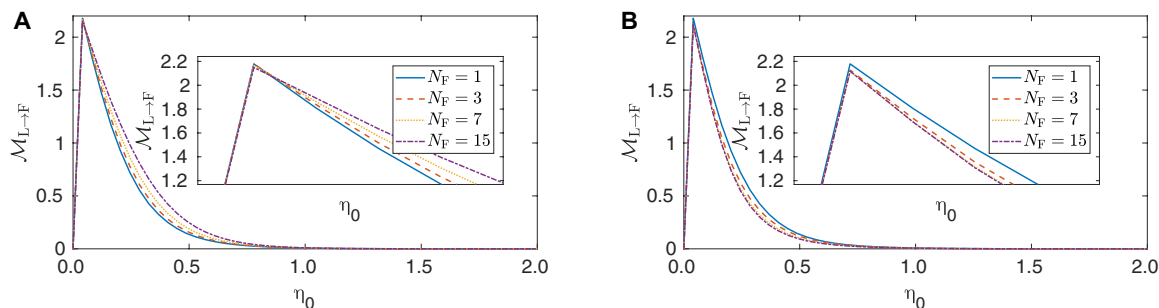 A
ℳ_L→F
2
1.5
1
0.5
0
0.0
0.5
1.0
1.5
2.0
η_0
ℳ_L→F
2.2
2
1.8
1.6
1.4
1.2
η_0
N_F = 1
N_F = 3
N_F = 7
N_F = 15
B
ℳ_L→F
2
1.5
1
0.5
0
0.0
0.5
1.0
1.5
2.0
η_0
ℳ_L→F
2.2
2
1.8
1.6
1.4
1.2
η_0
N_F = 1
N_F = 3
N_F = 7
N_F = 15